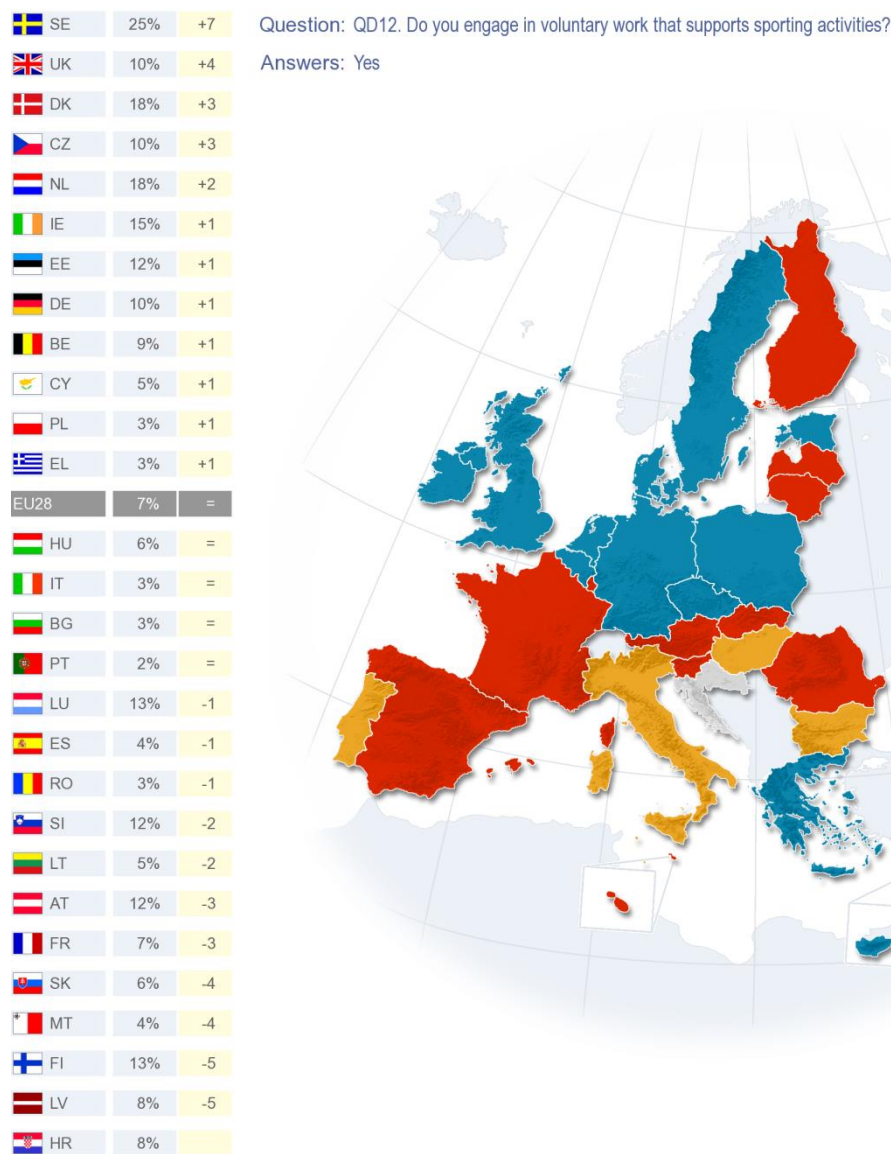 Question: QD12. Do you engage in voluntary work that supports sporting activities?
Answers: Yes
SE 25% +7
UK 10% +4
DK 18% +3
CZ 10% +3
NL 18% +2
IE 15% +1
EE 12% +1
DE 10% +1
BE 9% +1
CY 5% +1
PL 3% +1
EL 3% +1
EU28 7% =
HU 6% =
IT 3% =
BG 3% =
PT 2% =
LU 13% -1
ES 4% -1
RO 3% -1
SI 12% -2
LT 5% -2
AT 12% -3
FR 7% -3
SK 6% -4
MT 4% -4
FI 13% -5
LV 8% -5
HR 8%